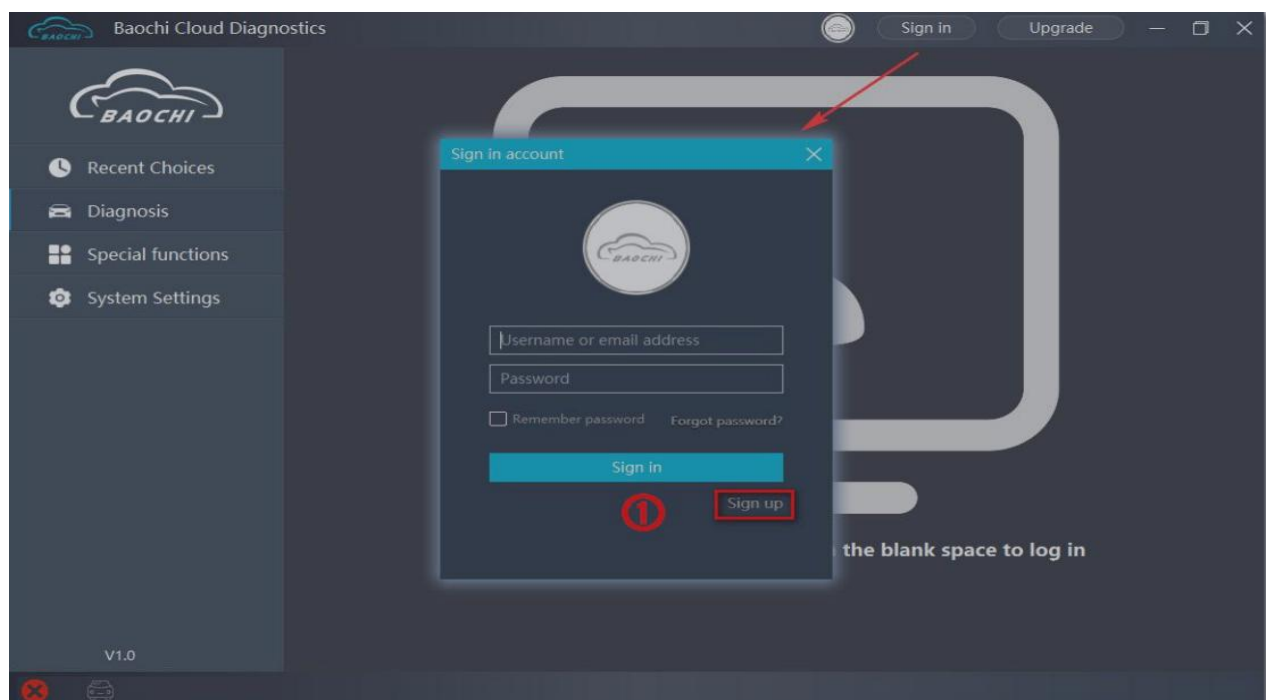 BAOCHI
Baochi Cloud Diagnostics
Sign in
Upgrade
BAOCHI
Recent Choices
Diagnosis
Special functions
System Settings
V1.0
Sign in account
BAOCHI
Username or email address
Password
Remember password
Forgot password?
Sign in
①
Sign up
the blank space to log in